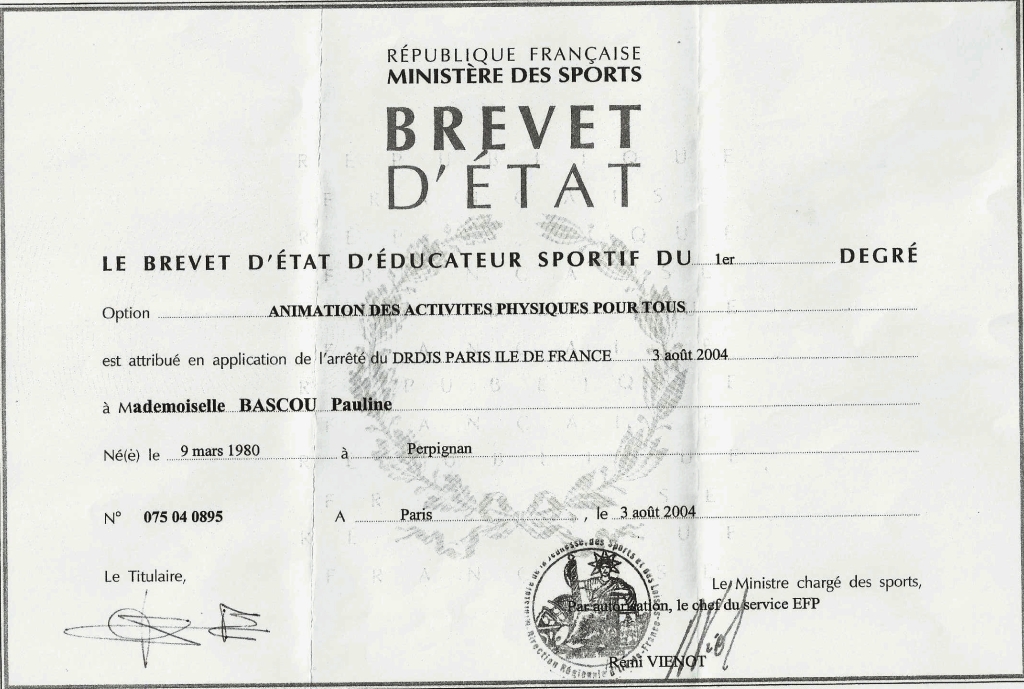 RÉPUBLIQUE FRANÇAISE
MINISTÈRE DES SPORTS
BREVET
D'ÉTAT
LE BREVET D'ÉTAT D'ÉDUCATEUR SPORTIF DU 1er DEGRÉ
Option ANIMATION DES ACTIVITES PHYSIQUES POUR TOUS
est attribué en application de l'arrêté du DRDJS PARIS ILE DE FRANCE 3 août 2004
à Mademoiselle BASCOU Pauline
Né(è) le 9 mars 1980 à Perpignan
N° 075 04 0895 A Paris , le 3 août 2004
Le Titulaire,
Le Ministre chargé des sports,
Par autorisation, le chef du service EFP
Rémi VIENOT